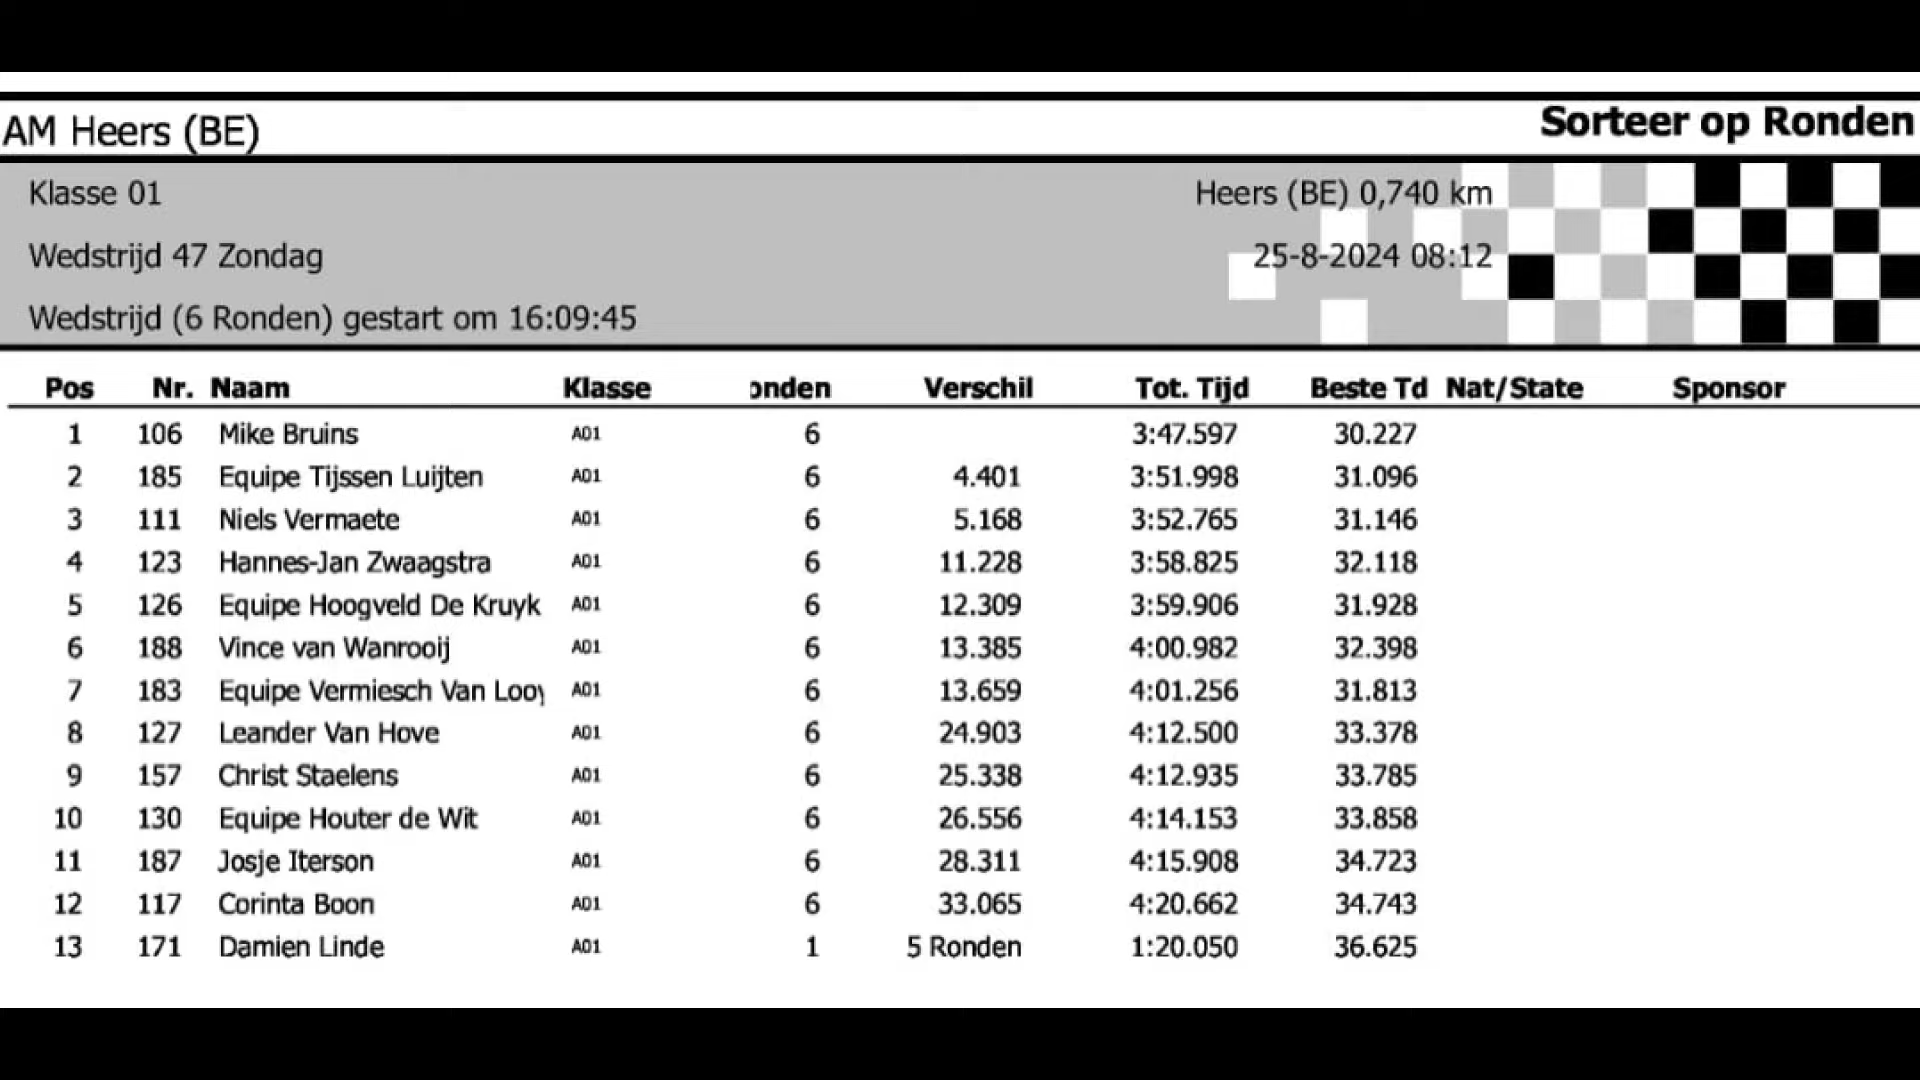 AM Heers (BE) Sorteer op Ronden
Klasse 01 Heers (BE) 0,740 km
Wedstrijd 47 Zondag 25-8-2024 08:12
Wedstrijd (6 Ronden) gestart om 16:09:45
Pos Nr. Naam Klasse onden Verschil Tot. Tijd Beste Td Nat/State Sponsor
1 106 Mike Bruins A01 6 3:47.597 30.227
2 185 Equipe Tijssen Luijten A01 6 4.401 3:51.998 31.096
3 111 Niels Vermaete A01 6 5.168 3:52.765 31.146
4 123 Hannes-Jan Zwaagstra A01 6 11.228 3:58.825 32.118
5 126 Equipe Hoogveld De Kruyk A01 6 12.309 3:59.906 31.928
6 188 Vince van Wanrooij A01 6 13.385 4:00.982 32.398
7 183 Equipe Vermiesch Van Looy A01 6 13.659 4:01.256 31.813
8 127 Leander Van Hove A01 6 24.903 4:12.500 33.378
9 157 Christ Staelens A01 6 25.338 4:12.935 33.785
10 130 Equipe Houter de Wit A01 6 26.556 4:14.153 33.858
11 187 Josje Iterson A01 6 28.311 4:15.908 34.723
12 117 Corinta Boon A01 6 33.065 4:20.662 34.743
13 171 Damien Linde A01 1 5 Ronden 1:20.050 36.625